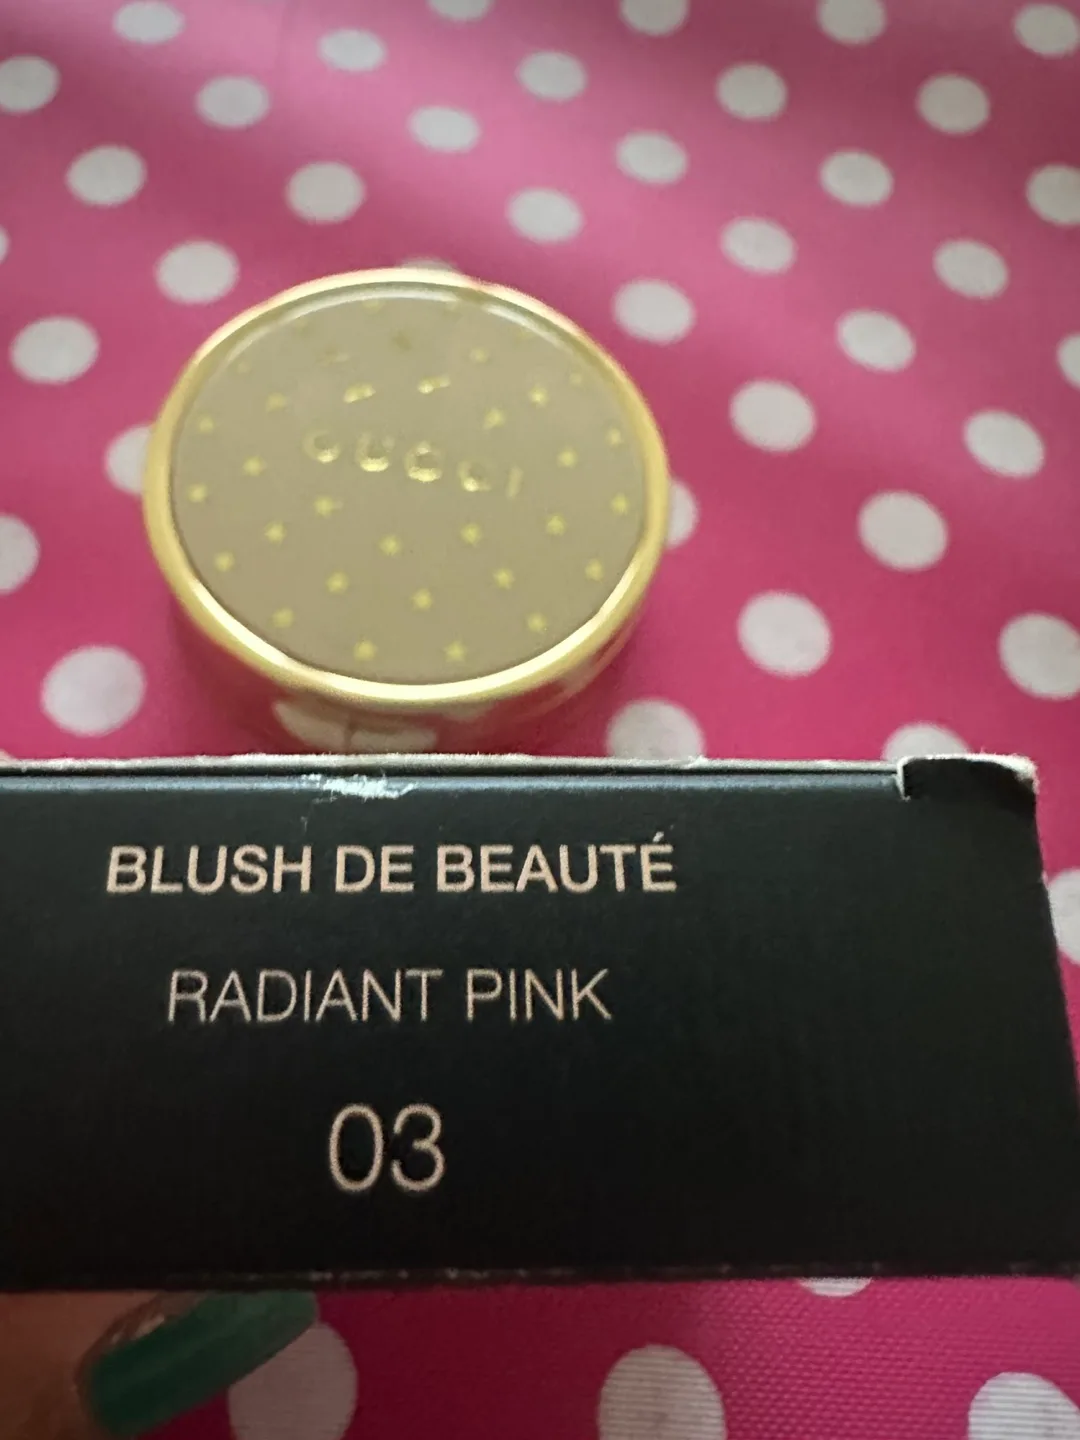 GUCCI
BLUSH DE BEAUTÉ
RADIANT PINK
03